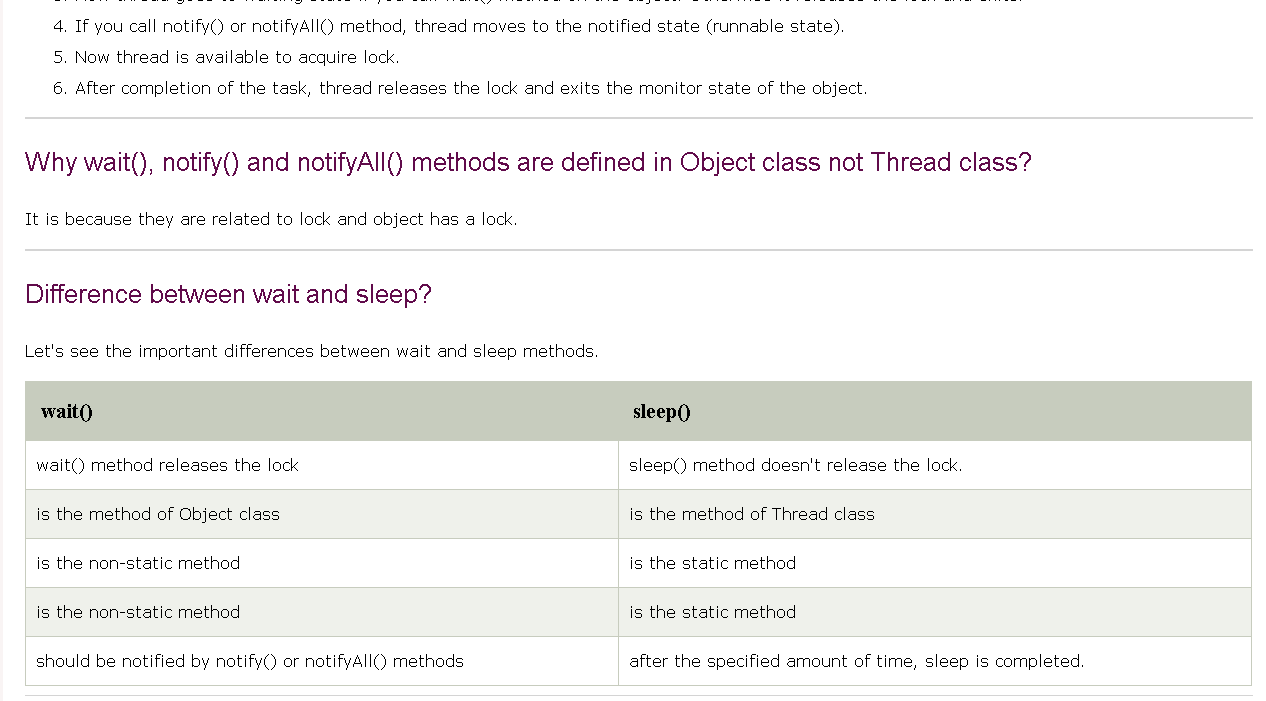 4. If you call notify() or notifyAll() method, thread moves to the notified state (runnable state).
5. Now thread is available to acquire lock.
6. After completion of the task, thread releases the lock and exits the monitor state of the object.
Why wait(), notify() and notifyAll() methods are defined in Object class not Thread class?
It is because they are related to lock and object has a lock.
Difference between wait and sleep?
Let's see the important differences between wait and sleep methods.
wait() sleep()
wait() method releases the lock sleep() method doesn't release the lock.
is the method of Object class is the method of Thread class
is the non-static method is the static method
is the non-static method is the static method
should be notified by notify() or notifyAll() methods after the specified amount of time, sleep is completed.